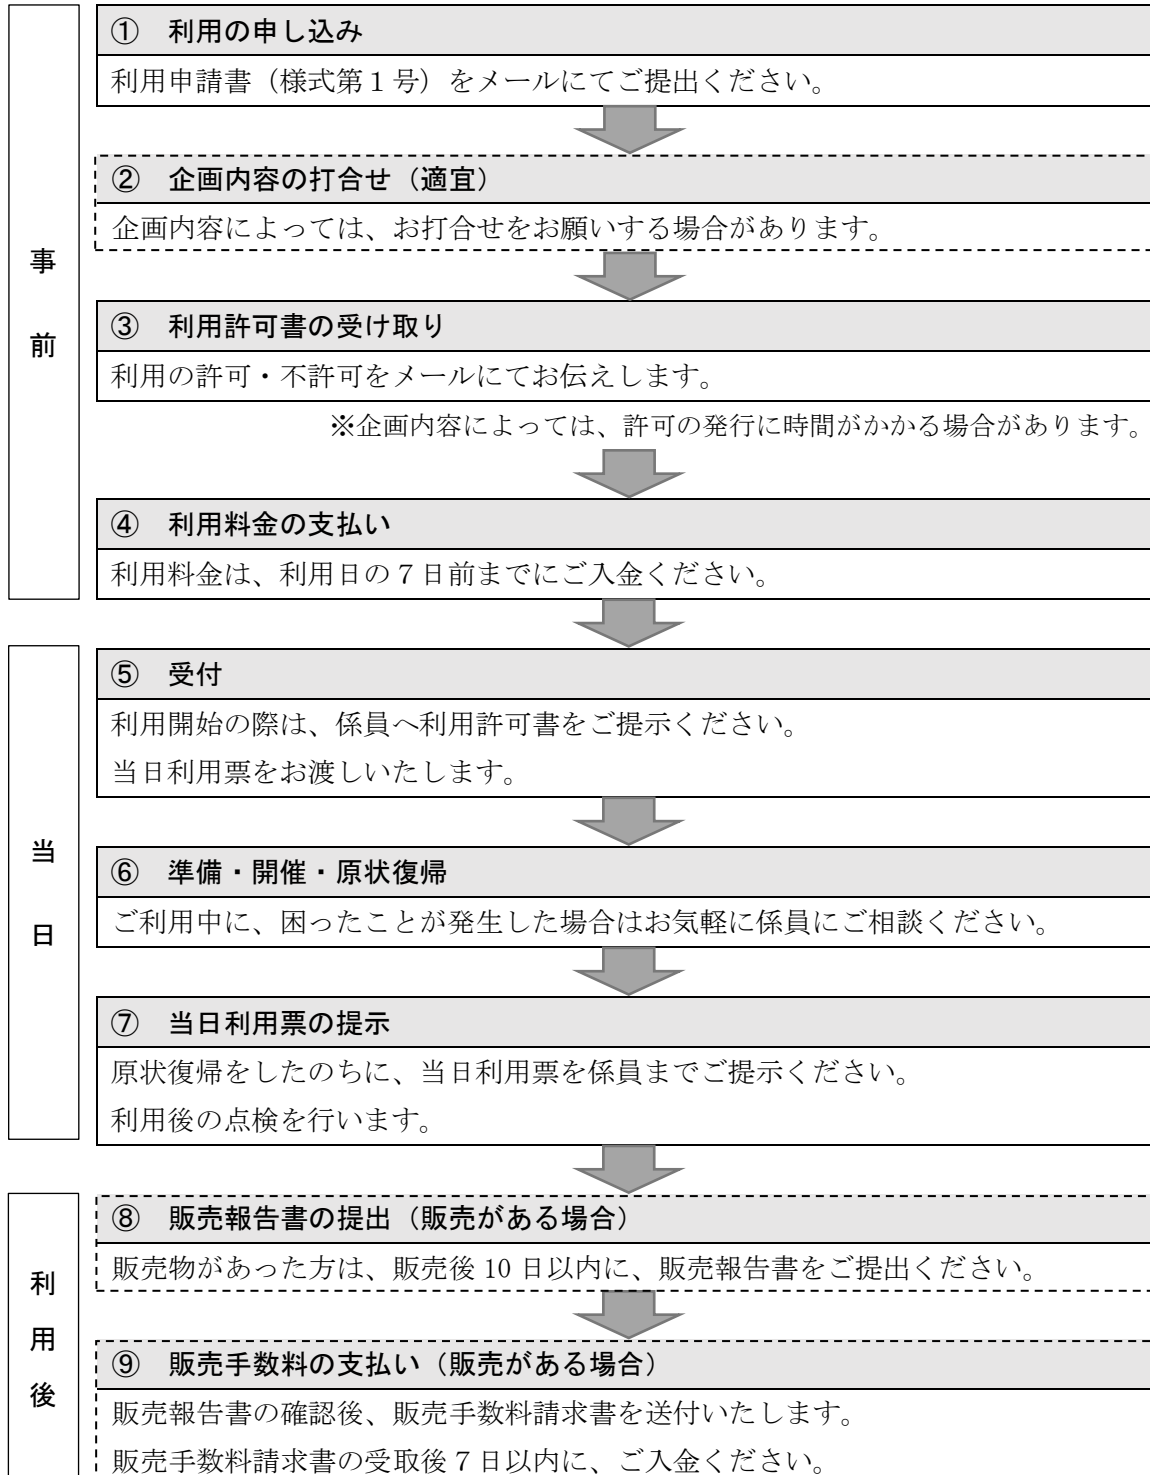 事前
① 利用の申し込み
利用申請書（様式第１号）をメールにてご提出ください。
② 企画内容の打合せ（適宜）
企画内容によっては、お打合せをお願いする場合があります。
③ 利用許可書の受け取り
利用の許可・不許可をメールにてお伝えします。
※企画内容によっては、許可の発行に時間がかかる場合があります。
④ 利用料金の支払い
利用料金は、利用日の７日前までにご入金ください。
当日
⑤ 受付
利用開始の際は、係員へ利用許可書をご提示ください。
当日利用票をお渡しいたします。
⑥ 準備・開催・原状復帰
ご利用中に、困ったことが発生した場合はお気軽に係員にご相談ください。
⑦ 当日利用票の提示
原状復帰をしたのちに、当日利用票を係員までご提示ください。
利用後の点検を行います。
利用後
⑧ 販売報告書の提出（販売がある場合）
販売物があった方は、販売後 10 日以内に、販売報告書をご提出ください。
⑨ 販売手数料の支払い（販売がある場合）
販売報告書の確認後、販売手数料請求書を送付いたします。
販売手数料請求書の受取後７日以内に、ご入金ください。